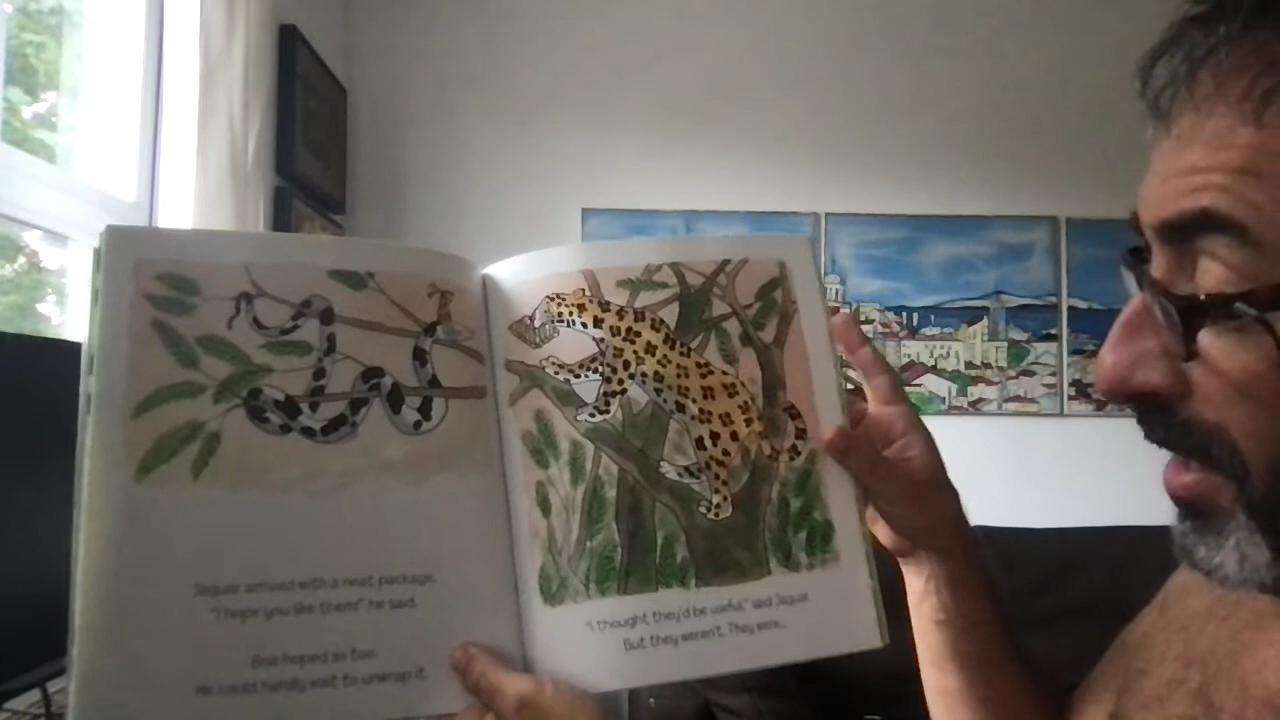 Jaguar arrived with a neat package.
"I hope you like them!" he said.
Boa hoped so too.
He could hardly wait to unwrap it.
"I thought they'd be useful," said Jaguar.
But they weren't. They were...